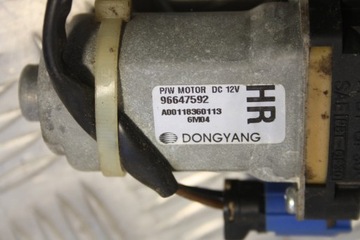 P/W MOTOR DC 12V
96647592
A00118360113
6M04
DONGYANG
HR